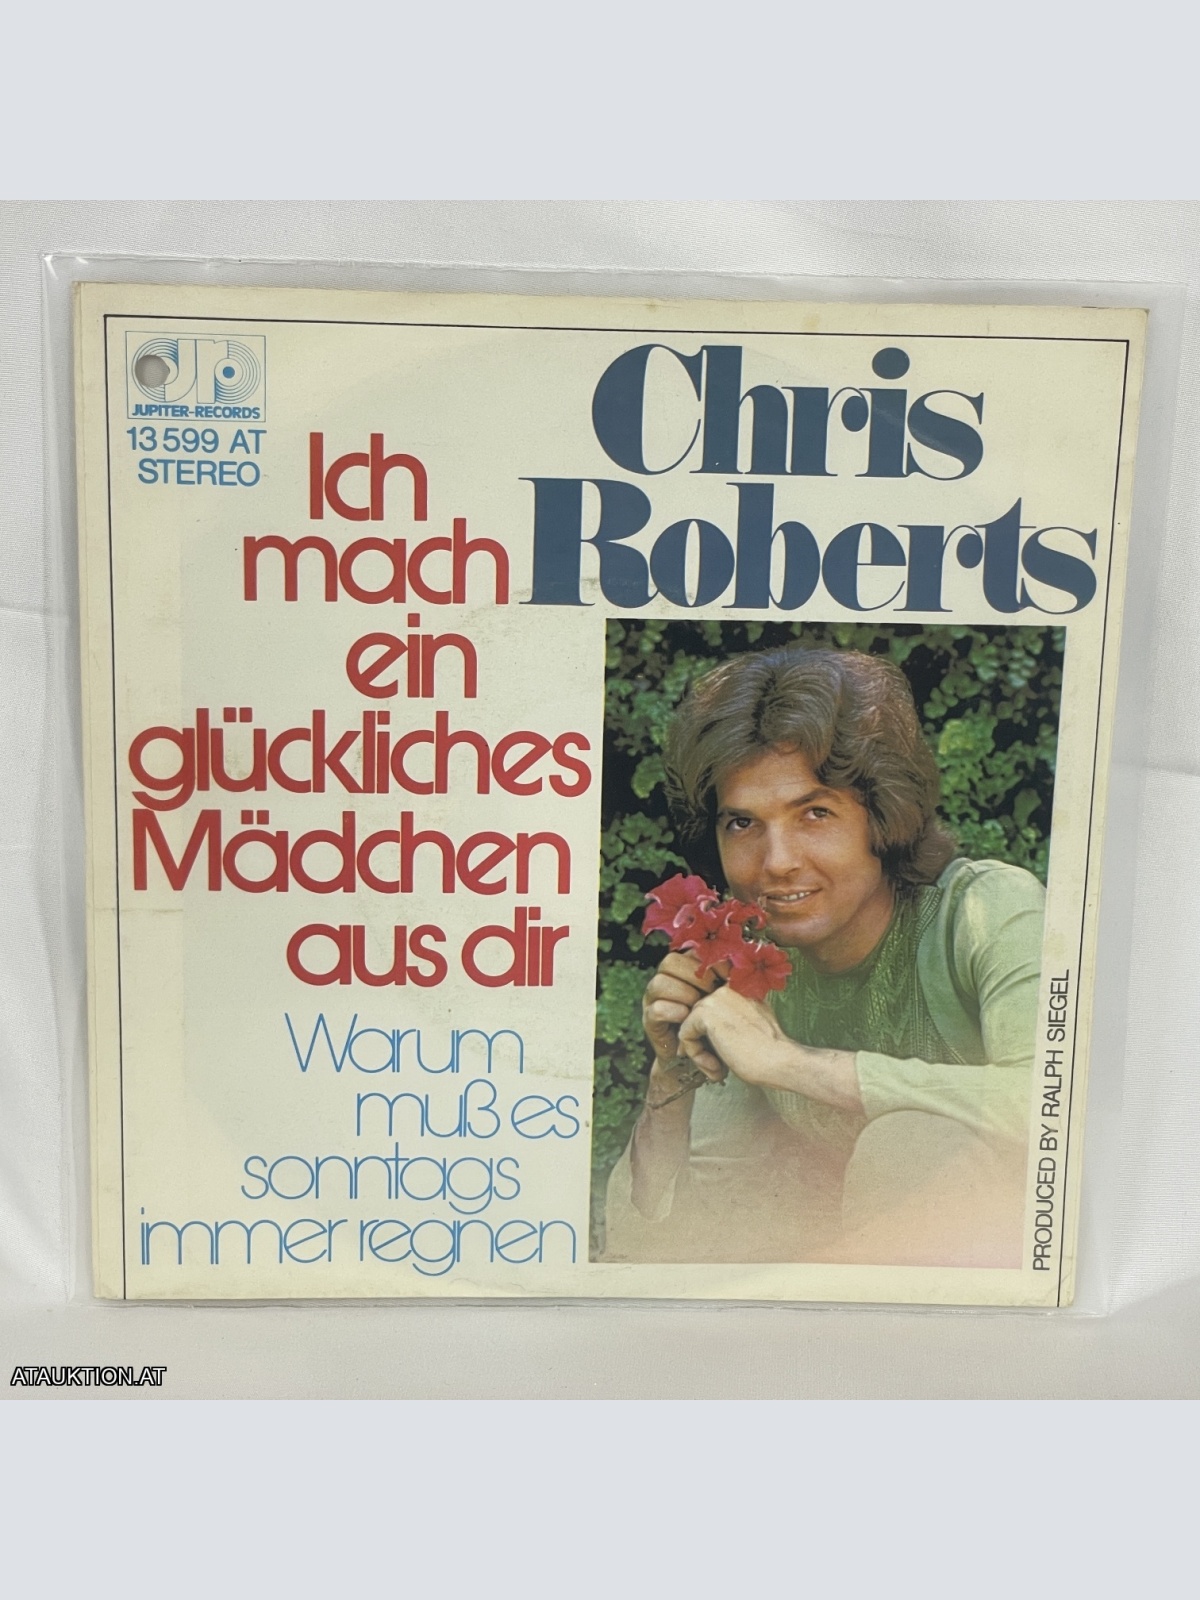 JUPITER-RECORDS
13 599 AT
STEREO
Chris
Roberts
Ich
mach
ein
glückliches
Mädchen
aus dir
Warum
muß es
sonntags
immer regnen
PRODUCED BY RALPH SIEGEL
ATAUKTION.AT